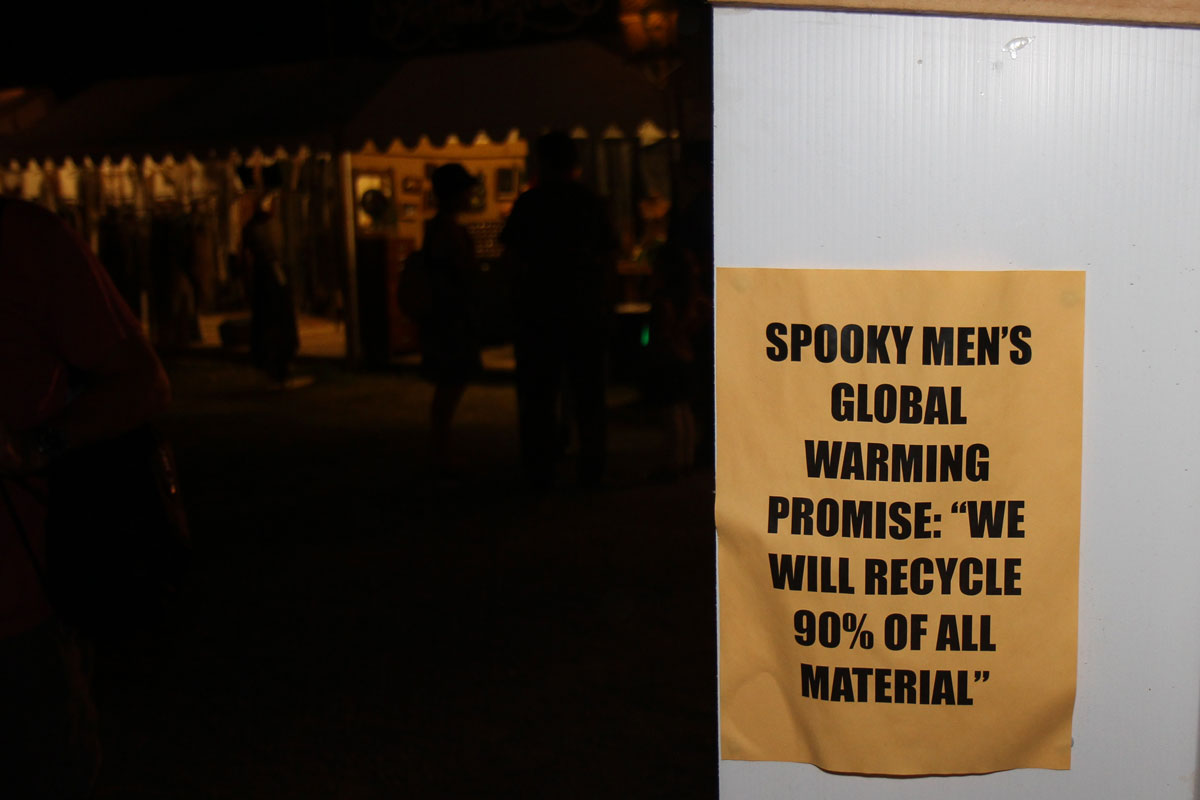 SPOOKY MEN'S
GLOBAL
WARMING
PROMISE: “WE
WILL RECYCLE
90% OF ALL
MATERIAL”